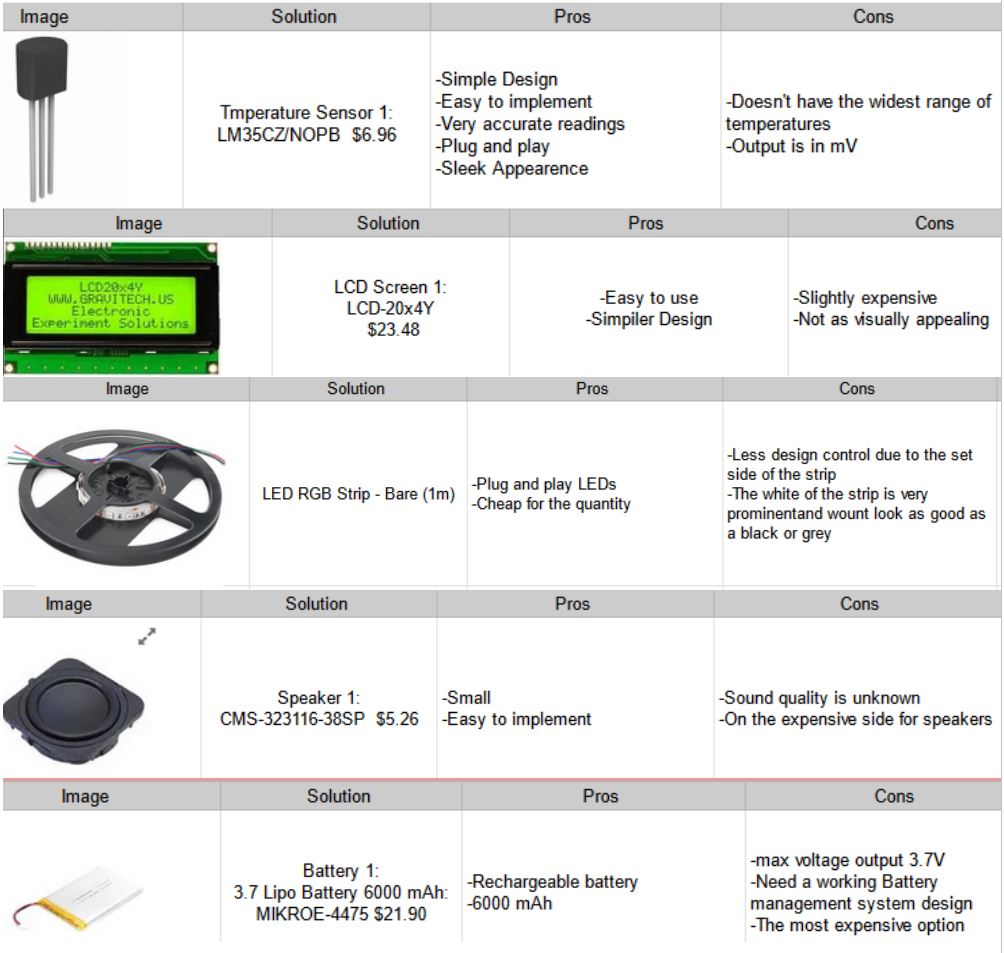 Image Solution Pros Cons
Tmperature Sensor 1:
LM35CZ/NOPB $6.96
-Simple Design
-Easy to implement
-Very accurate readings
-Plug and play
-Sleek Appearence
-Doesn't have the widest range of
temperatures
-Output is in mV
Image Solution Pros Cons
LCD20x4Y
WWW.GRAVITECH.US
Electronic
Experiment Solutions
LCD Screen 1:
LCD-20x4Y
$23.48
-Easy to use
-Simpiler Design
-Slightly expensive
-Not as visually appealing
Image Solution Pros Cons
LED RGB Strip - Bare (1m)
-Plug and play LEDs
-Cheap for the quantity
-Less design control due to the set
side of the strip
-The white of the strip is very
prominentand wount look as good as
a black or grey
Image Solution Pros Cons
Speaker 1:
CMS-323116-38SP $5.26
-Small
-Easy to implement
-Sound quality is unknown
-On the expensive side for speakers
Image Solution Pros Cons
Battery 1:
3.7 Lipo Battery 6000 mAh:
MIKROE-4475 $21.90
-Rechargeable battery
-6000 mAh
-max voltage output 3.7V
-Need a working Battery
management system design
-The most expensive option